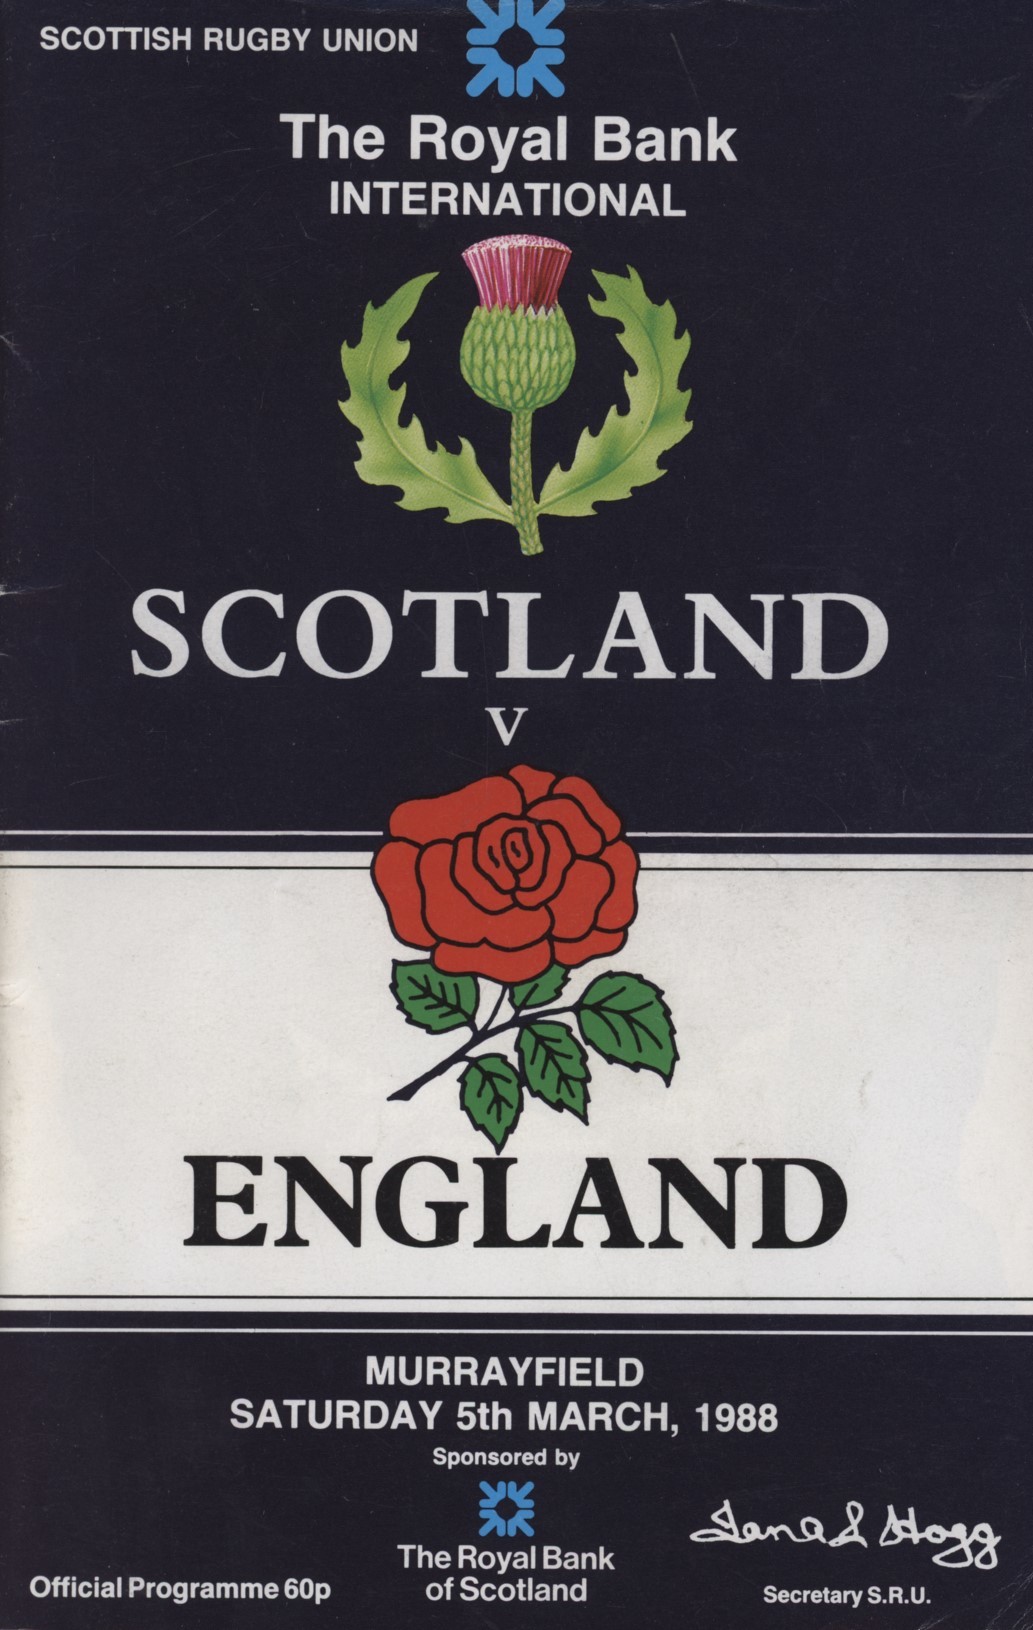 SCOTTISH RUGBY UNION
The Royal Bank
INTERNATIONAL
SCOTLAND
v
ENGLAND
MURRAYFIELD
SATURDAY 5th MARCH, 1988
Sponsored by
The Royal Bank
of Scotland
Official Programme 60p
Hogg
Secretary S.R.U.